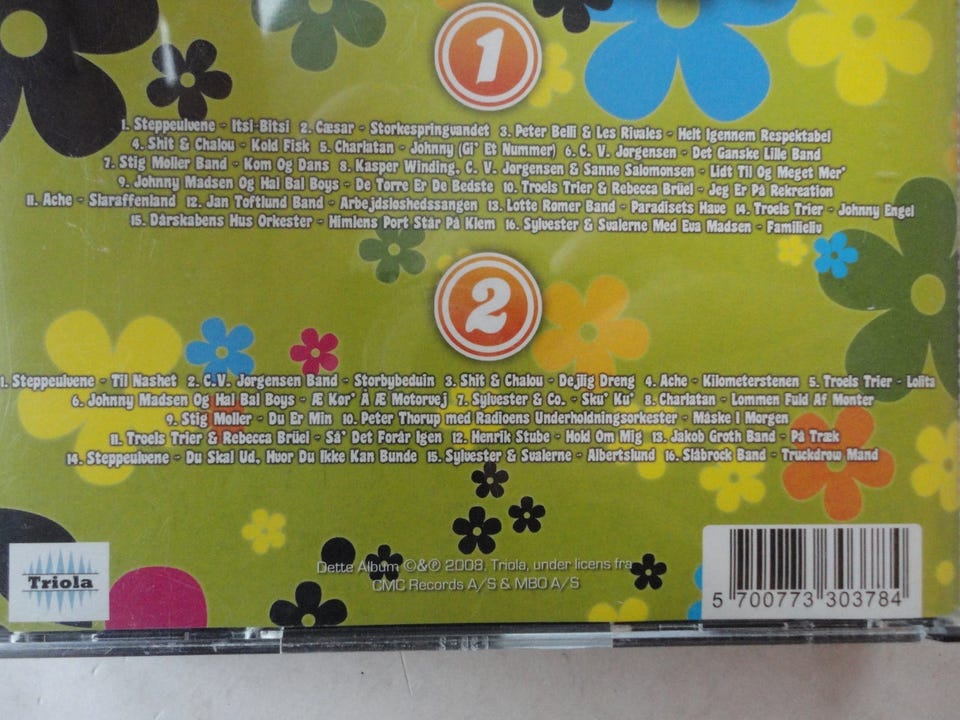 1
1. Steppeulvene - Itsi-Bitsi 2. Cæsar - Storkespringvandet 3. Peter Belli & Les Rivales - Helt Igennem Respektabel
4. Shit & Chalou - Kold Fisk 5. Charlatan - Johnny (Gi' Et Nummer) 6. C. V. Jørgensen - Det Ganske Lille Band
7. Stig Møller Band - Kom Og Dans 8. Kasper Winding, C. V. Jørgensen & Sanne Salomonsen - Lidt Til Og Meget Mer'
9. Johnny Madsen Og Hal Bal Boys - De Tørre Er De Bedste 10. Troels Trier & Rebecca Brüel - Jeg Er På Rekreation
11. Ache - Slaraffenland 12. Jan Toftlund Band - Arbejdsløshedssangen 13. Lotte Rømer Band - Paradisets Have 14. Troels Trier - Johnny Engel
15. Dårskabens Hus Orkester - Himlens Port Står På Klem 16. Sylvester & Svalerne Med Eva Madsen - Familieliv
2
1. Steppeulvene - Til Nashet 2. C.V. Jørgensen Band - Storbybeduin 3. Shit & Chalou - Dejlig Dreng 4. Ache - Kilometerstenen 5. Troels Trier - Lolita
6. Johnny Madsen Og Hal Bal Boys - Æ Kør' Å Æ Motorvej 7. Sylvester & Co. - Sku' Ku' 8. Charlatan - Lommen Fuld Af Mønter
9. Stig Møller - Du Er Min 10. Peter Thorup med Radioens Underholdningsorkester - Måske I Morgen
11. Troels Trier & Rebecca Brüel - Så' Det Forår Igen 12. Henrik Stube - Hold Om Mig 13. Jakob Groth Band - På Træk
14. Steppeulvene - Du Skal Ud, Hvor Du Ikke Kan Bunde 15. Sylvester & Svalerne - Albertslund 16. Slåbrock Band - Truckdrow Mand
Triola
Dette Album ©&℗ 2008, Triola, under licens fra
CMC Records A/S & MBO A/S
5 700773 303784